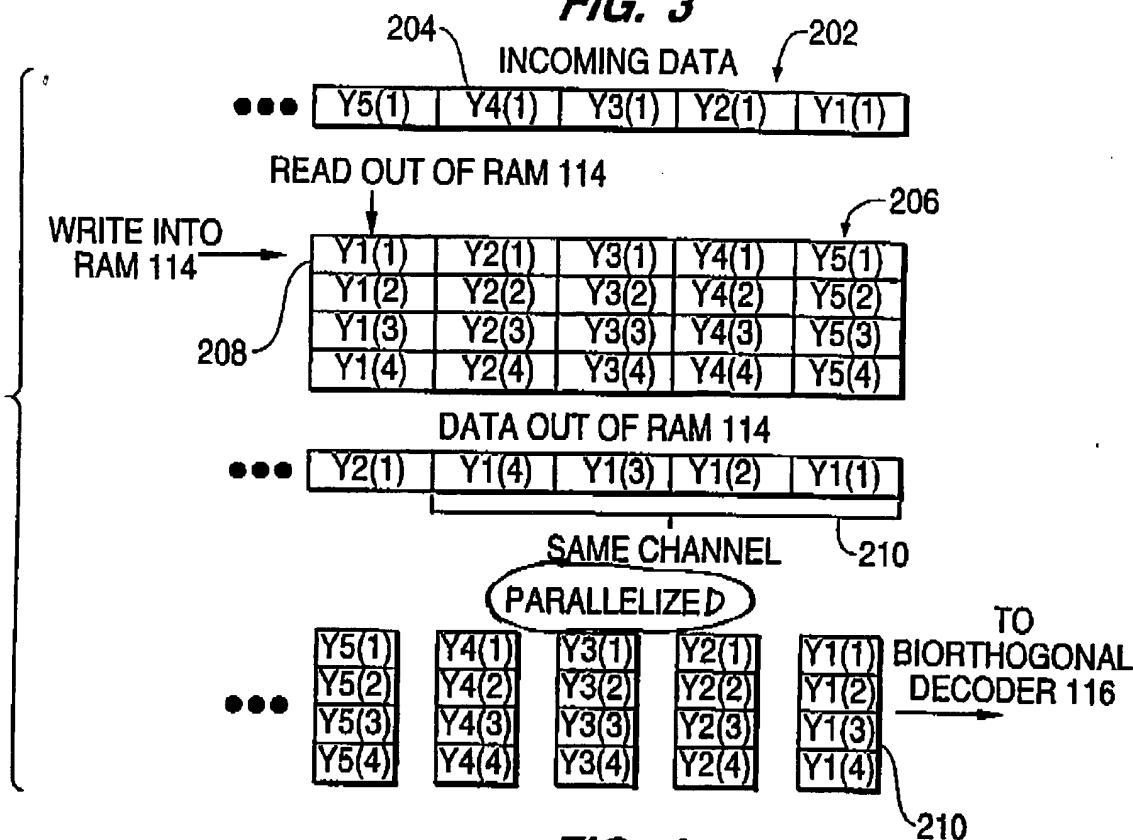 FIG. 3
204
202
INCOMING DATA
Y5(1) Y4(1) Y3(1) Y2(1) Y1(1)
READ OUT OF RAM 114
206
WRITE INTO
RAM 114
Y1(1) Y2(1) Y3(1) Y4(1) Y5(1)
Y1(2) Y2(2) Y3(2) Y4(2) Y5(2)
Y1(3) Y2(3) Y3(3) Y4(3) Y5(3)
Y1(4) Y2(4) Y3(4) Y4(4) Y5(4)
208
DATA OUT OF RAM 114
Y2(1) Y1(4) Y1(3) Y1(2) Y1(1)
SAME CHANNEL
210
PARALLELIZED
Y5(1) Y4(1) Y3(1) Y2(1) Y1(1)
Y5(2) Y4(2) Y3(2) Y2(2) Y1(2)
Y5(3) Y4(3) Y3(3) Y2(3) Y1(3)
Y5(4) Y4(4) Y3(4) Y2(4) Y1(4)
TO
BIORTHOGONAL
DECODER 116
210